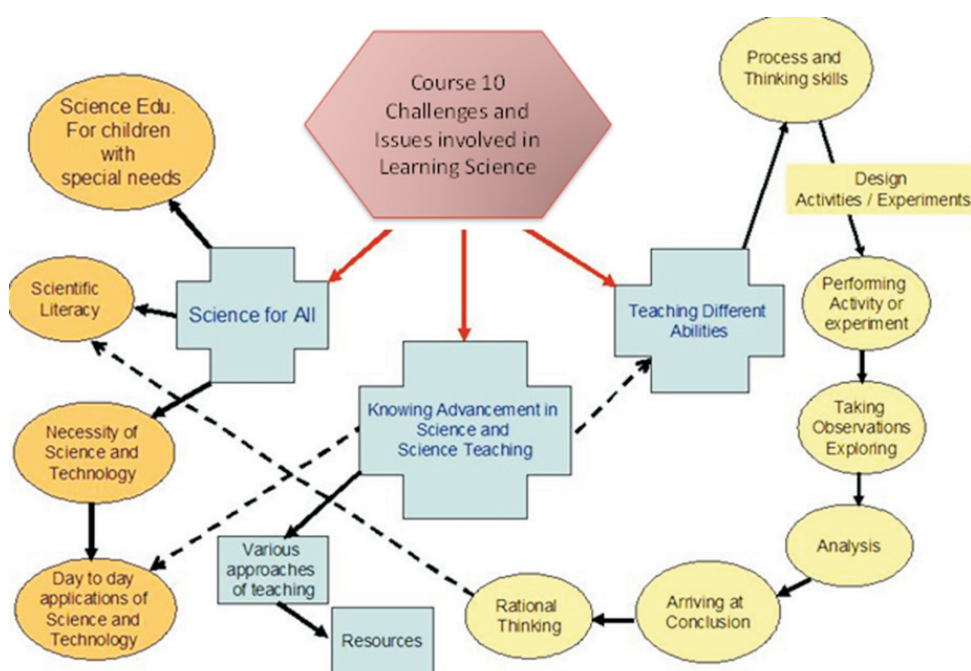 Course 10
Challenges and
Issues involved in
Learning Science
Science Edu.
For children
with
special needs
Scientific
Literacy
Science for All
Necessity of
Science and
Technology
Day to day
applications of
Science and
Technology
Knowing Advancement in
Science and
Science Teaching
Various
approaches
of teaching
Resources
Teaching Different
Abilities
Process and
Thinking skills
Design
Activities / Experiments
Performing
Activity or
experiment
Taking
Observations
Exploring
Analysis
Arriving at
Conclusion
Rational
Thinking